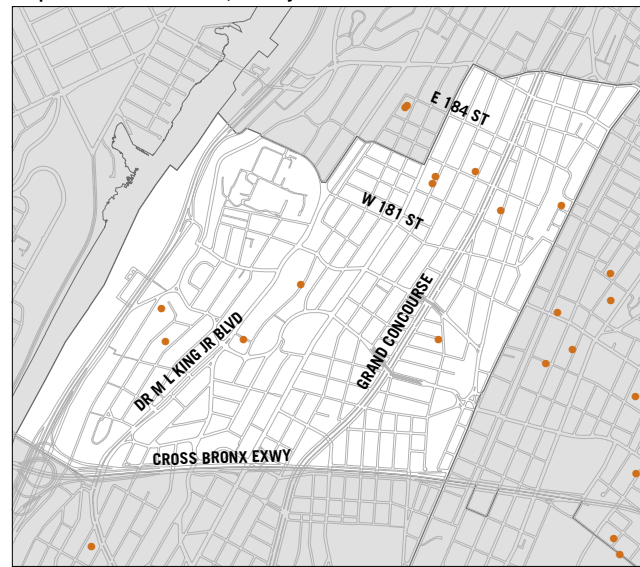 E 184 ST
W 181 ST
GRAND CONCOURSE
DR M L KING JR BLVD
CROSS BRONX EXWY